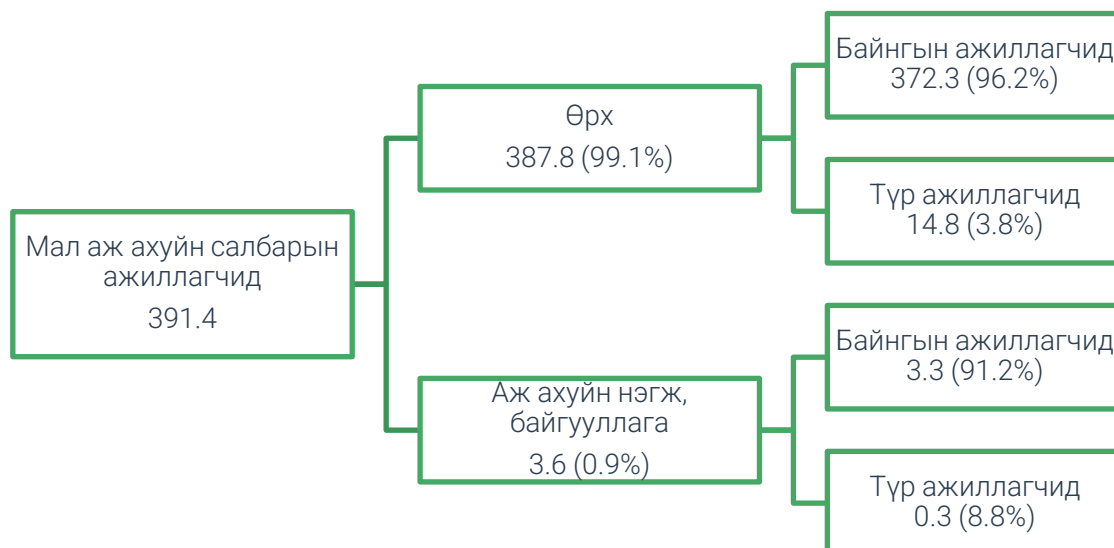 Мал аж ахуйн салбарын
ажиллагчид
391.4
Өрх
387.8 (99.1%)
Байнгын ажиллагчид
372.3 (96.2%)
Түр ажиллагчид
14.8 (3.8%)
Аж ахуйн нэгж,
байгууллага
3.6 (0.9%)
Байнгын ажиллагчид
3.3 (91.2%)
Түр ажиллагчид
0.3 (8.8%)